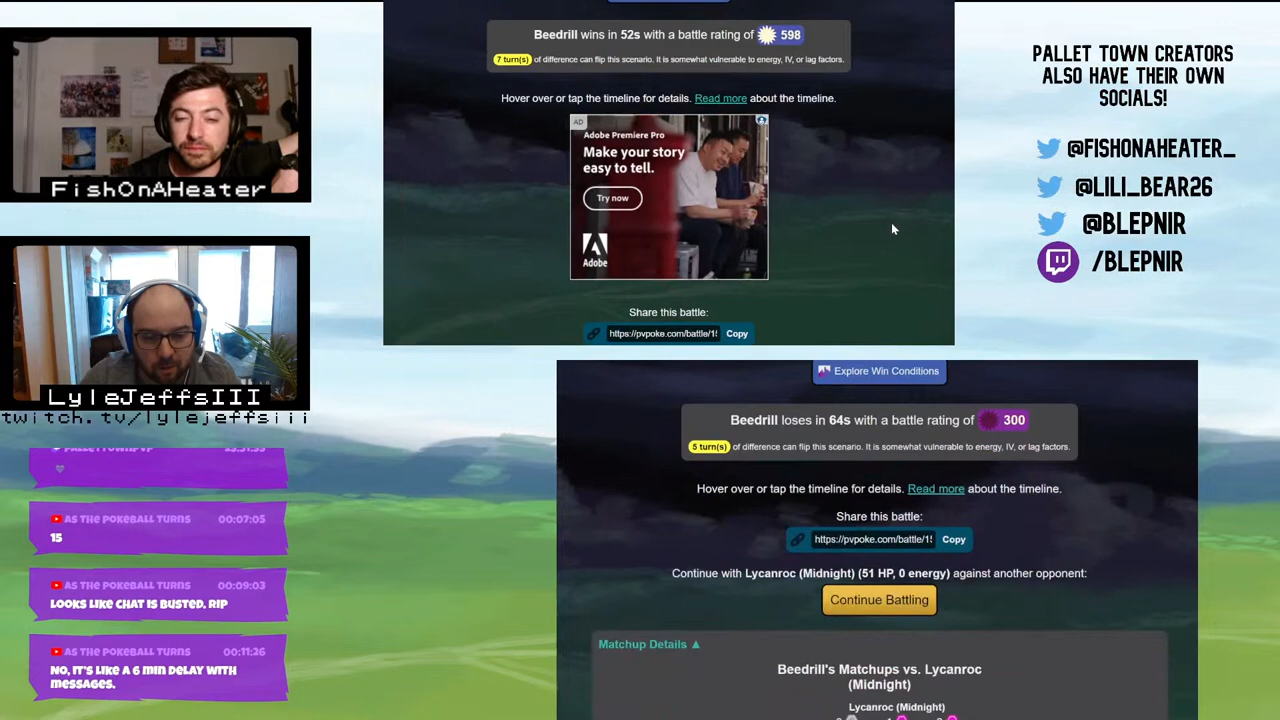 FishOnAHeater
LyleJeffsIII
twitch.tv/lylejeffsiii
PALLETTOWNPVP 23:51:55
AS THE POKEBALL TURNS 00:07:05
15
AS THE POKEBALL TURNS 00:09:03
LOOKS LIKE CHAT IS BUSTED. RIP
AS THE POKEBALL TURNS 00:11:26
NO, IT'S LIKE A 6 MIN DELAY WITH
MESSAGES.
Beedrill wins in 52s with a battle rating of 598
7 turn(s) of difference can flip this scenario. It is somewhat vulnerable to energy, IV, or lag factors.
Hover over or tap the timeline for details. Read more about the timeline.
AD
Adobe Premiere Pro
Make your story
easy to tell.
Try now
Adobe
Share this battle:
https://pvpoke.com/battle/1 Copy
Explore Win Conditions
Beedrill loses in 64s with a battle rating of 300
5 turn(s) of difference can flip this scenario. It is somewhat vulnerable to energy, IV, or lag factors.
Hover over or tap the timeline for details. Read more about the timeline.
Share this battle:
https://pvpoke.com/battle/1 Copy
Continue with Lycanroc (Midnight) (51 HP, 0 energy) against another opponent:
Continue Battling
Matchup Details ▲
Beedrill's Matchups vs. Lycanroc
(Midnight)
Lycanroc (Midnight)
PALLET TOWN CREATORS
ALSO HAVE THEIR OWN
SOCIALS!
@FISHONAHEATER_
@LILI_BEAR26
@BLEPNIR
/BLEPNIR